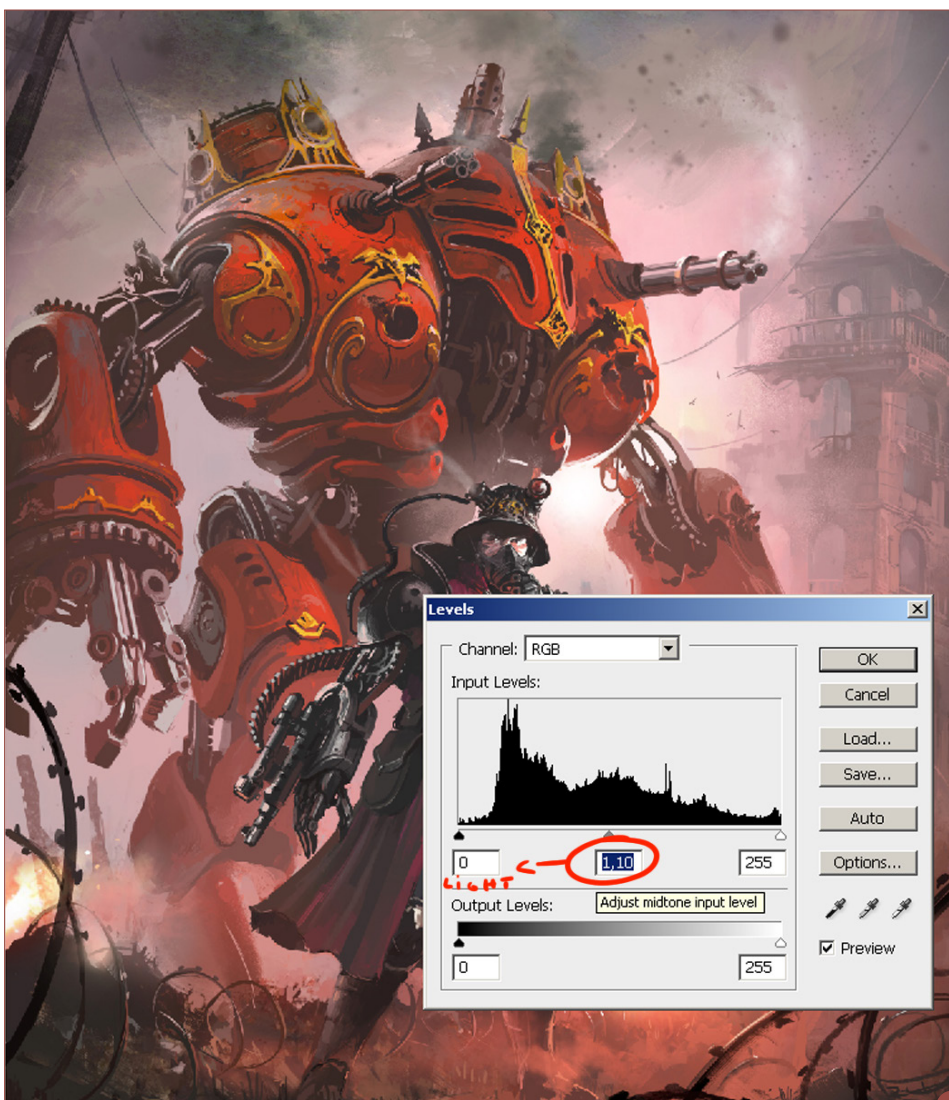 Levels
Channel: RGB
OK
Input Levels:
Cancel
Load...
Save...
Auto
0 1,10 255
Options...
LiGHT
Output Levels:
Adjust midtone input level
Preview
0 255